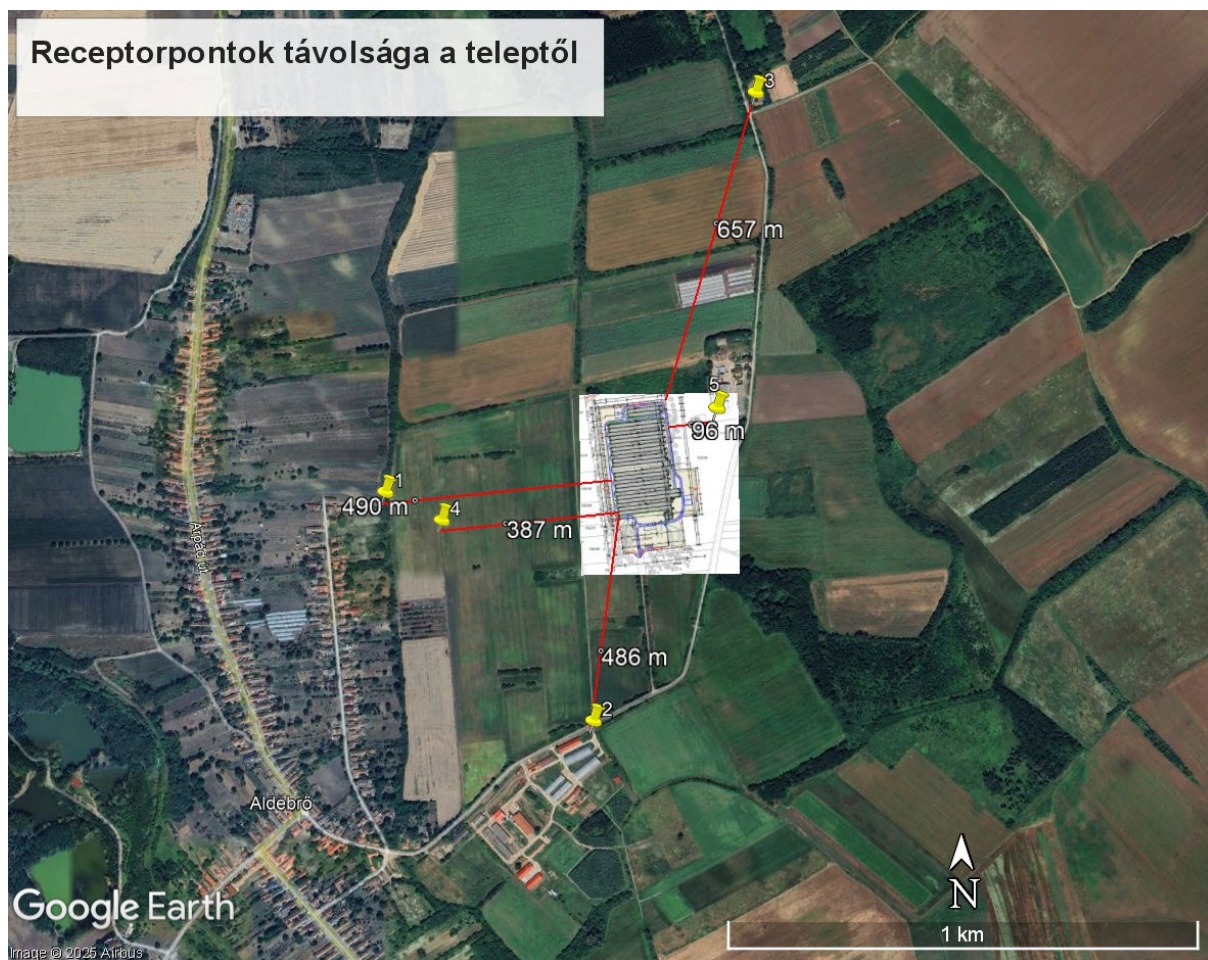 Receptorpontok távolsága a teleptől
3
657 m
5
96 m
1
490 m
4
387 m
Árpád út
486 m
2
Aldebrő
N
Google Earth
1 km
Image © 2025 Airbus